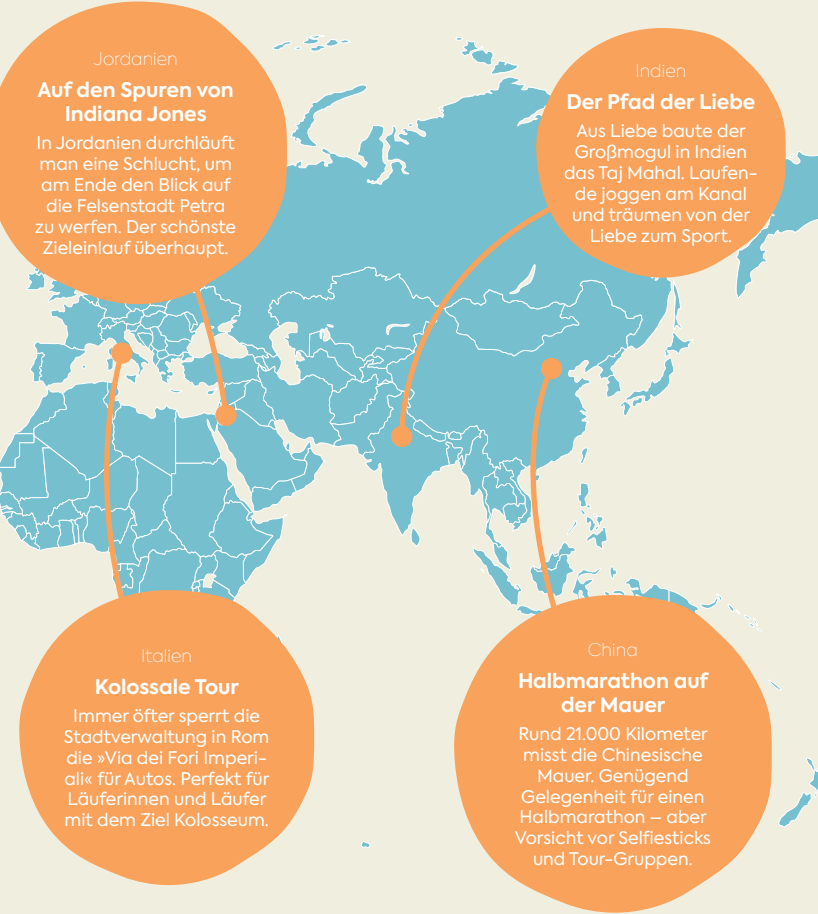 Jordanien
Auf den Spuren von
Indiana Jones
In Jordanien durchläuft
man eine Schlucht, um
am Ende den Blick auf
die Felsenstadt Petra
zu werfen. Der schönste
Zieleinlauf überhaupt.
Indien
Der Pfad der Liebe
Aus Liebe baute der
Großmogul in Indien
das Taj Mahal. Laufen-
de joggen am Kanal
und träumen von der
Liebe zum Sport.
Italien
Kolossale Tour
Immer öfter sperrt die
Stadtverwaltung in Rom
die »Via dei Fori Imperi-
ali« für Autos. Perfekt für
Läuferinnen und Läufer
mit dem Ziel Kolosseum.
China
Halbmarathon auf
der Mauer
Rund 21.000 Kilometer
misst die Chinesische
Mauer. Genügend
Gelegenheit für einen
Halbmarathon – aber
Vorsicht vor Selfiesticks
und Tour-Gruppen.